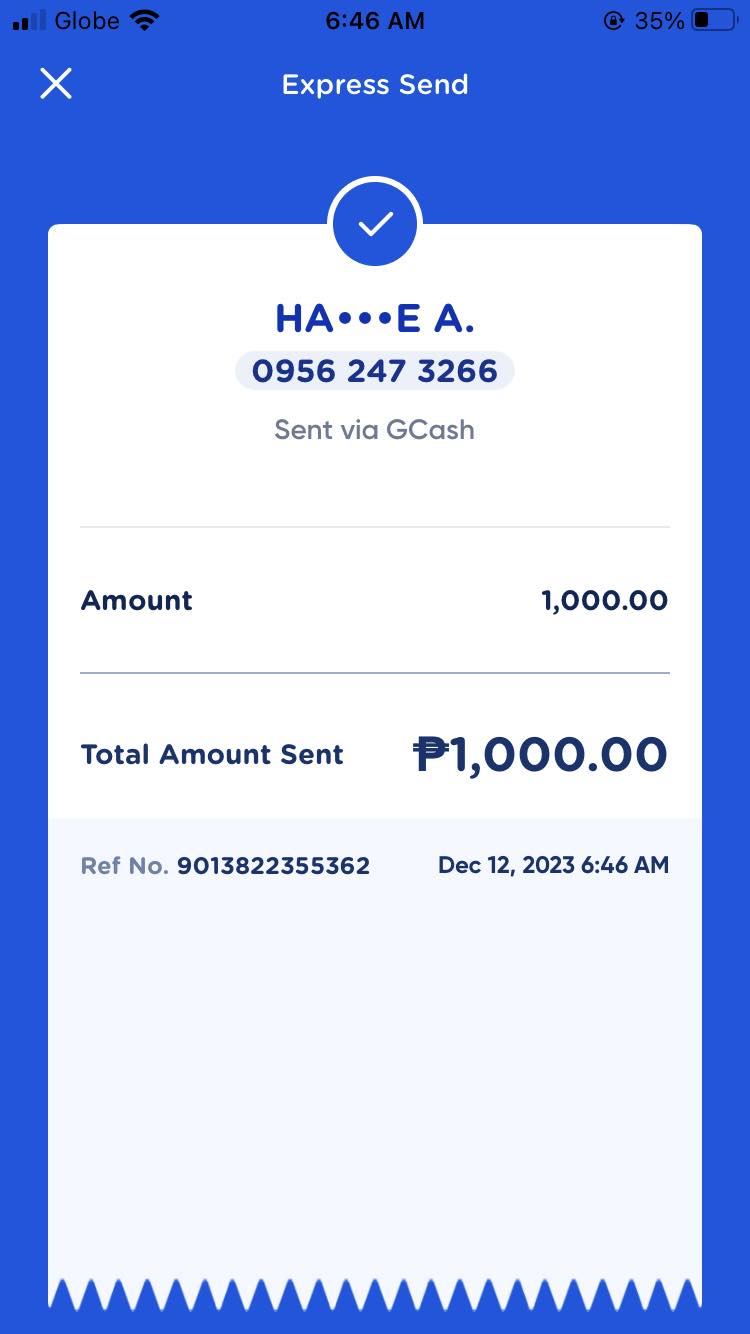 Globe 6:46 AM 35%
Express Send
HA•••E A.
0956 247 3266
Sent via GCash
Amount 1,000.00
Total Amount Sent ₱1,000.00
Ref No. 9013822355362 Dec 12, 2023 6:46 AM